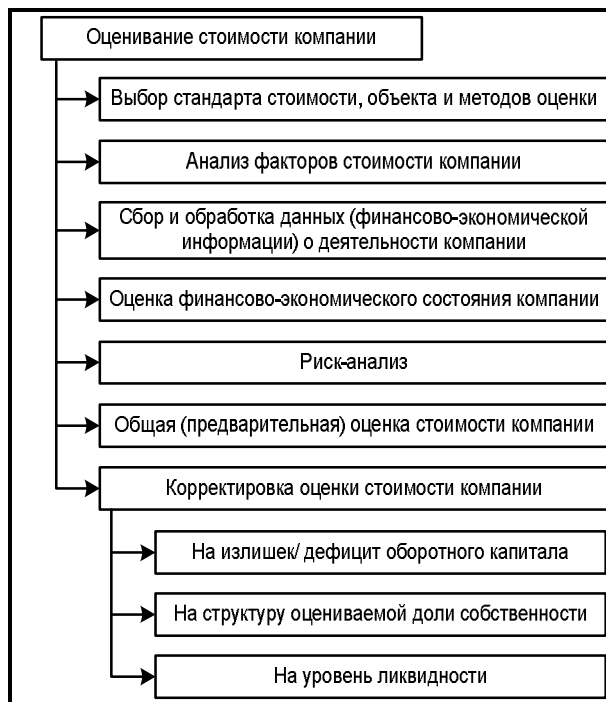 Оценивание стоимости компании
Выбор стандарта стоимости, объекта и методов оценки
Анализ факторов стоимости компании
Сбор и обработка данных (финансово-экономической
информации) о деятельности компании
Оценка финансово-экономического состояния компании
Риск-анализ
Общая (предварительная) оценка стоимости компании
Корректировка оценки стоимости компании
На излишек/ дефицит оборотного капитала
На структуру оцениваемой доли собственности
На уровень ликвидности